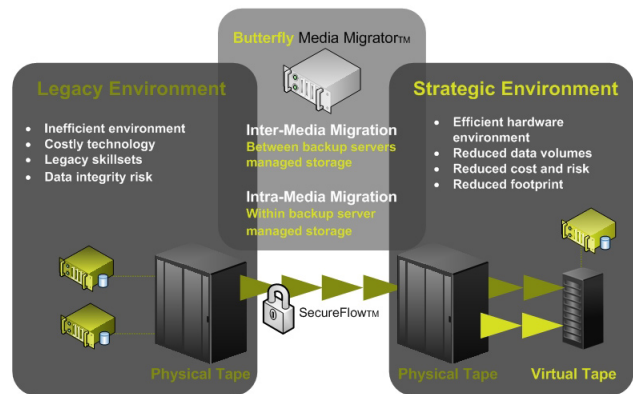 Butterfly Media Migrator™
Legacy Environment
• Inefficient environment
• Costly technology
• Legacy skillsets
• Data integrity risk
Inter-Media Migration
Between backup servers
managed storage
Intra-Media Migration
Within backup server
managed storage
Strategic Environment
• Efficient hardware
environment
• Reduced data volumes
• Reduced cost and risk
• Reduced footprint
SecureFlow™
Physical Tape
Physical Tape
Virtual Tape